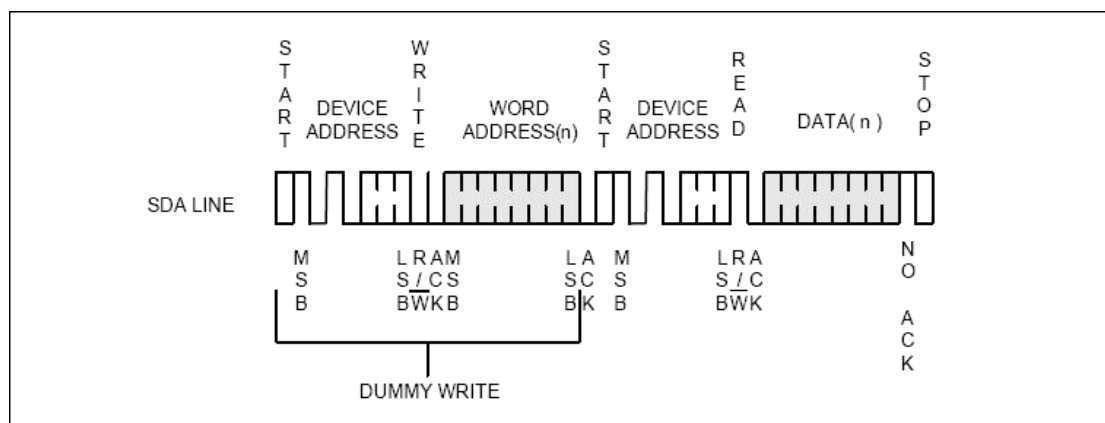 START
DEVICE
ADDRESS
WRITE
WORD
ADDRESS(n)
START
DEVICE
ADDRESS
READ
DATA( n )
STOP
SDA LINE
MSB
LSB
R/W
ACK
MSB
LSB
ACK
MSB
LSB
R/W
ACK
NO ACK
DUMMY WRITE